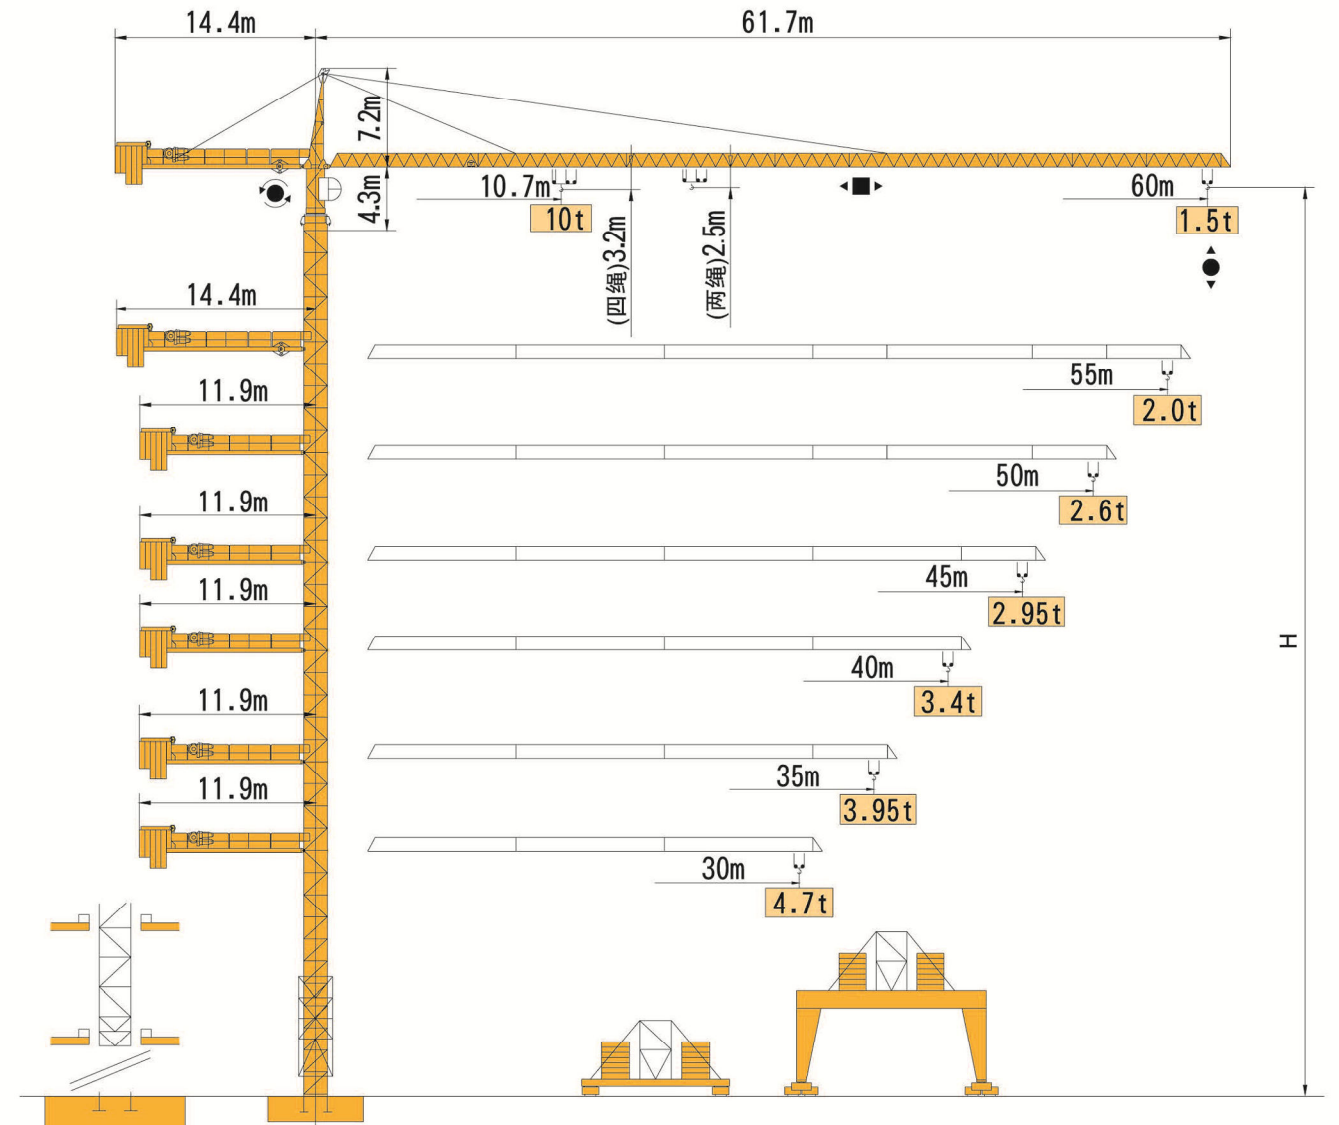 14.4m
61.7m
7.2m
4.3m
10.7m
10t
(四绳)3.2m
(两绳)2.5m
60m
1.5t
14.4m
55m
2.0t
11.9m
50m
2.6t
11.9m
45m
2.95t
11.9m
40m
3.4t
H
11.9m
35m
3.95t
11.9m
30m
4.7t